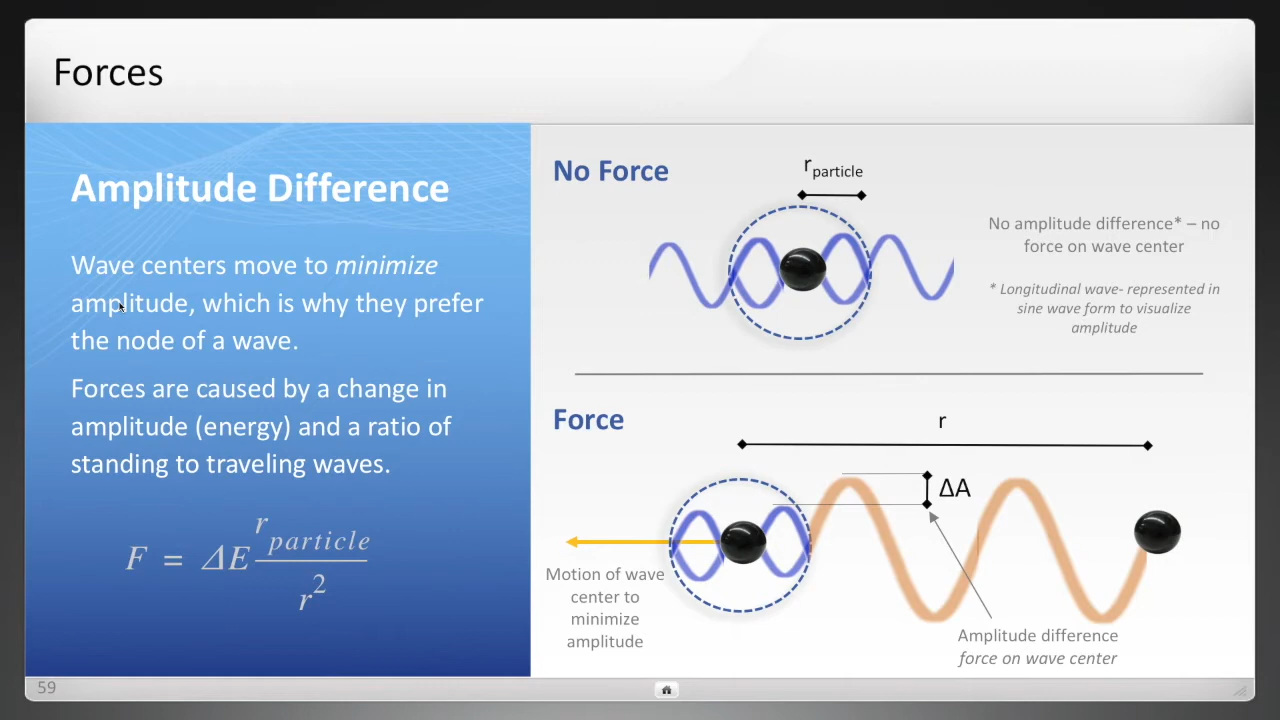 Forces
Amplitude Difference
Wave centers move to minimize
amplitude, which is why they prefer
the node of a wave.
Forces are caused by a change in
amplitude (energy) and a ratio of
standing to traveling waves.
F = ΔE r_particle / r²
No Force
r_particle
No amplitude difference* – no
force on wave center
* Longitudinal wave- represented in
sine wave form to visualize
amplitude
Force
r
ΔA
Motion of wave
center to
minimize
amplitude
Amplitude difference
force on wave center
59